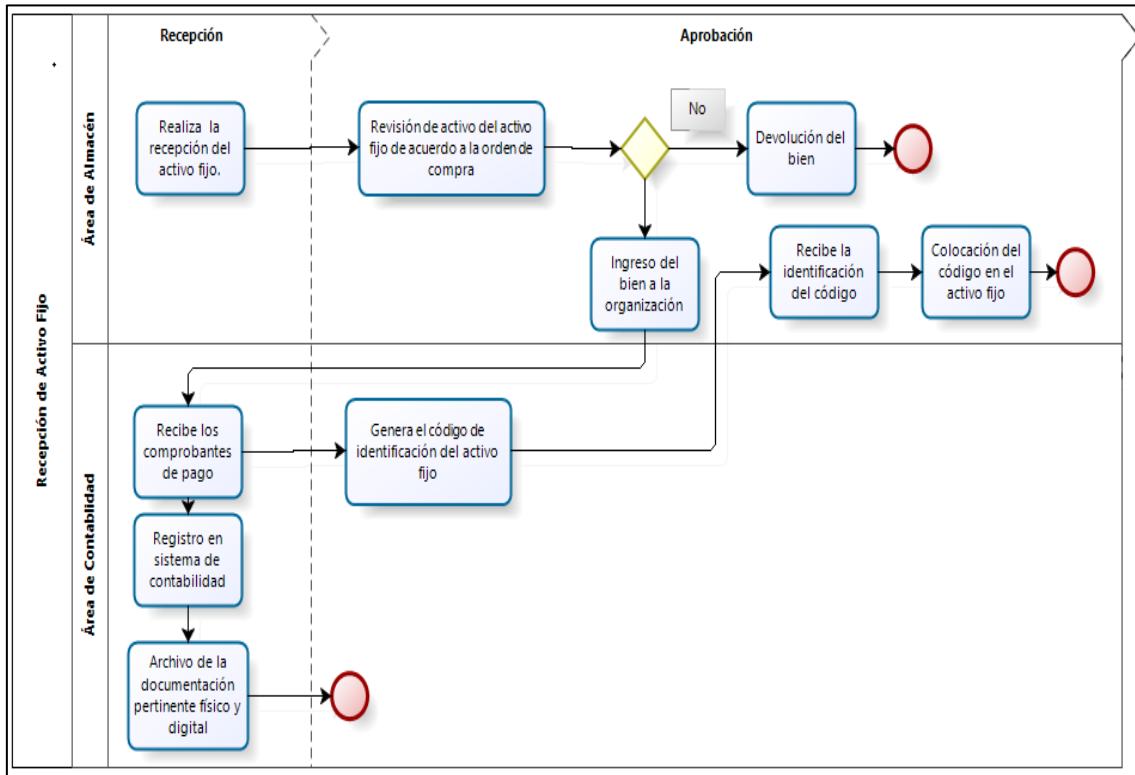 Recepción de Activo Fijo
Área de Almacén
Área de Contablidad
Recepción
Aprobación
Realiza la
recepción del
activo fijo.
Revisión de activo del activo
fijo de acuerdo a la orden de
compra
No
Devolución del
bien
Ingreso del
bien a la
organización
Recibe la
identificación
del código
Colocación del
código en el
activo fijo
Recibe los
comprobantes
de pago
Genera el código de
identificación del activo
fijo
Registro en
sistema de
contabilidad
Archivo de la
documentación
pertinente físico y
digital